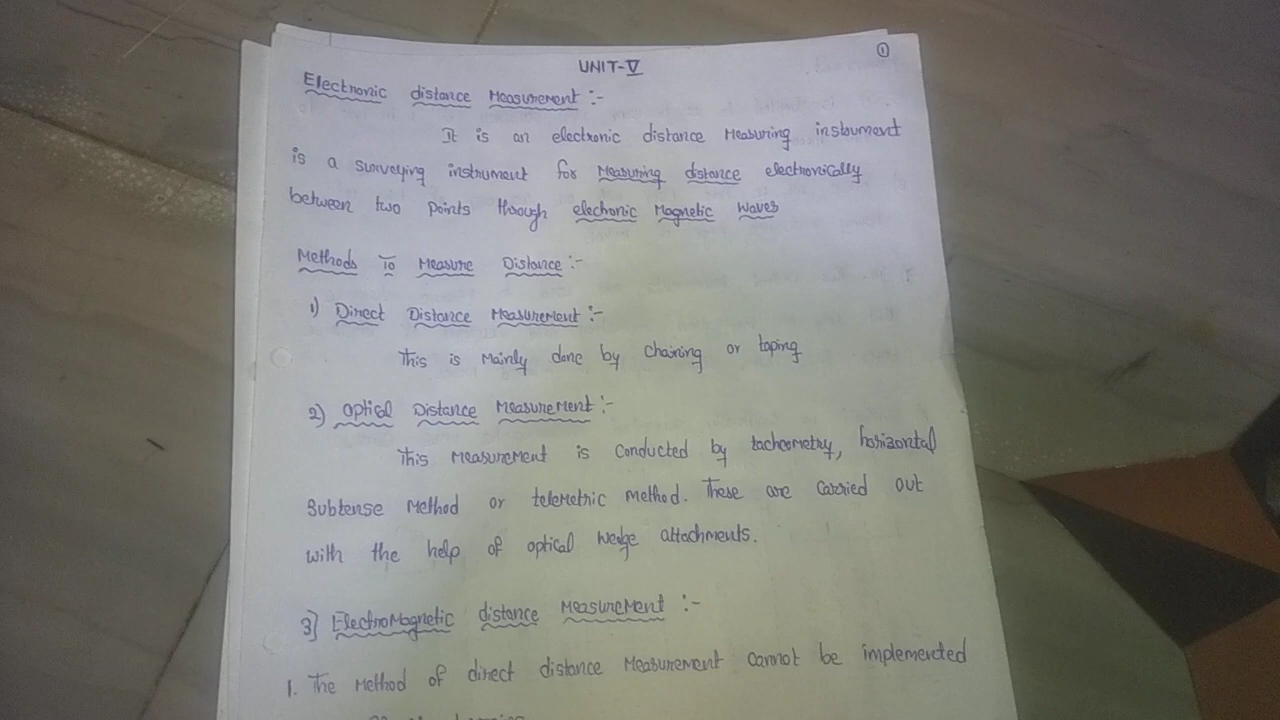 ①
UNIT-V
Electronic distance Measurement :-
It is an electronic distance Measuring instrument
is a surveying instrument for Measuring distance electronically
between two points through electronic Magnetic waves
Methods To Measure Distance :-
1) Direct Distance Measurement :-
This is Mainly done by chaining or taping
2) optical Distance Measurement :-
This Measurement is conducted by tacheometry, horizontal
Subtense Method or telemetric method. These are carried out
with the help of optical wedge attachments.
3] ElectroMagnetic distance Measurement :-
1. The Method of direct distance Measurement cannot be implemented